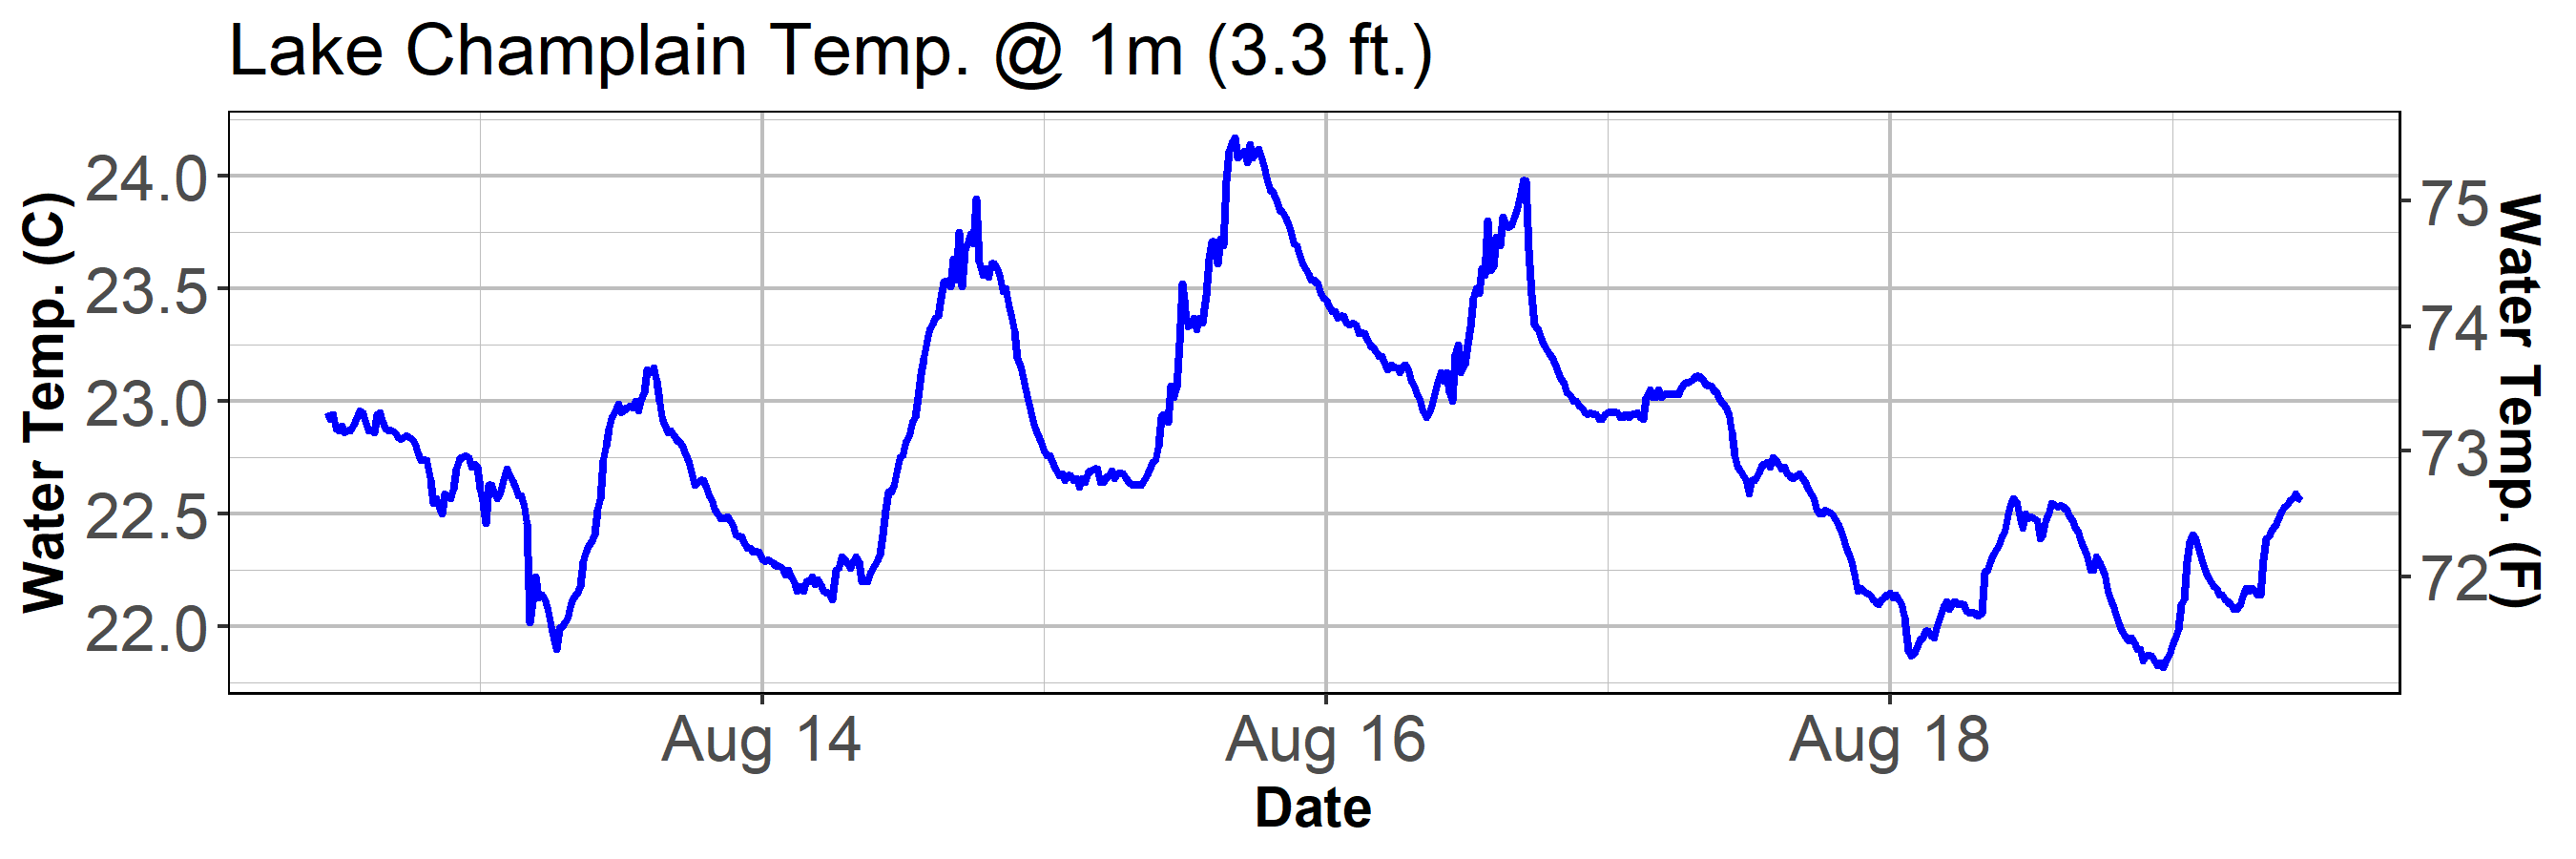 Lake Champlain Temp. @ 1m (3.3 ft.)
Water Temp. (C)
24.0
23.5
23.0
22.5
22.0
75
74
73
72
Water Temp. (F)
Aug 14
Aug 16
Aug 18
Date